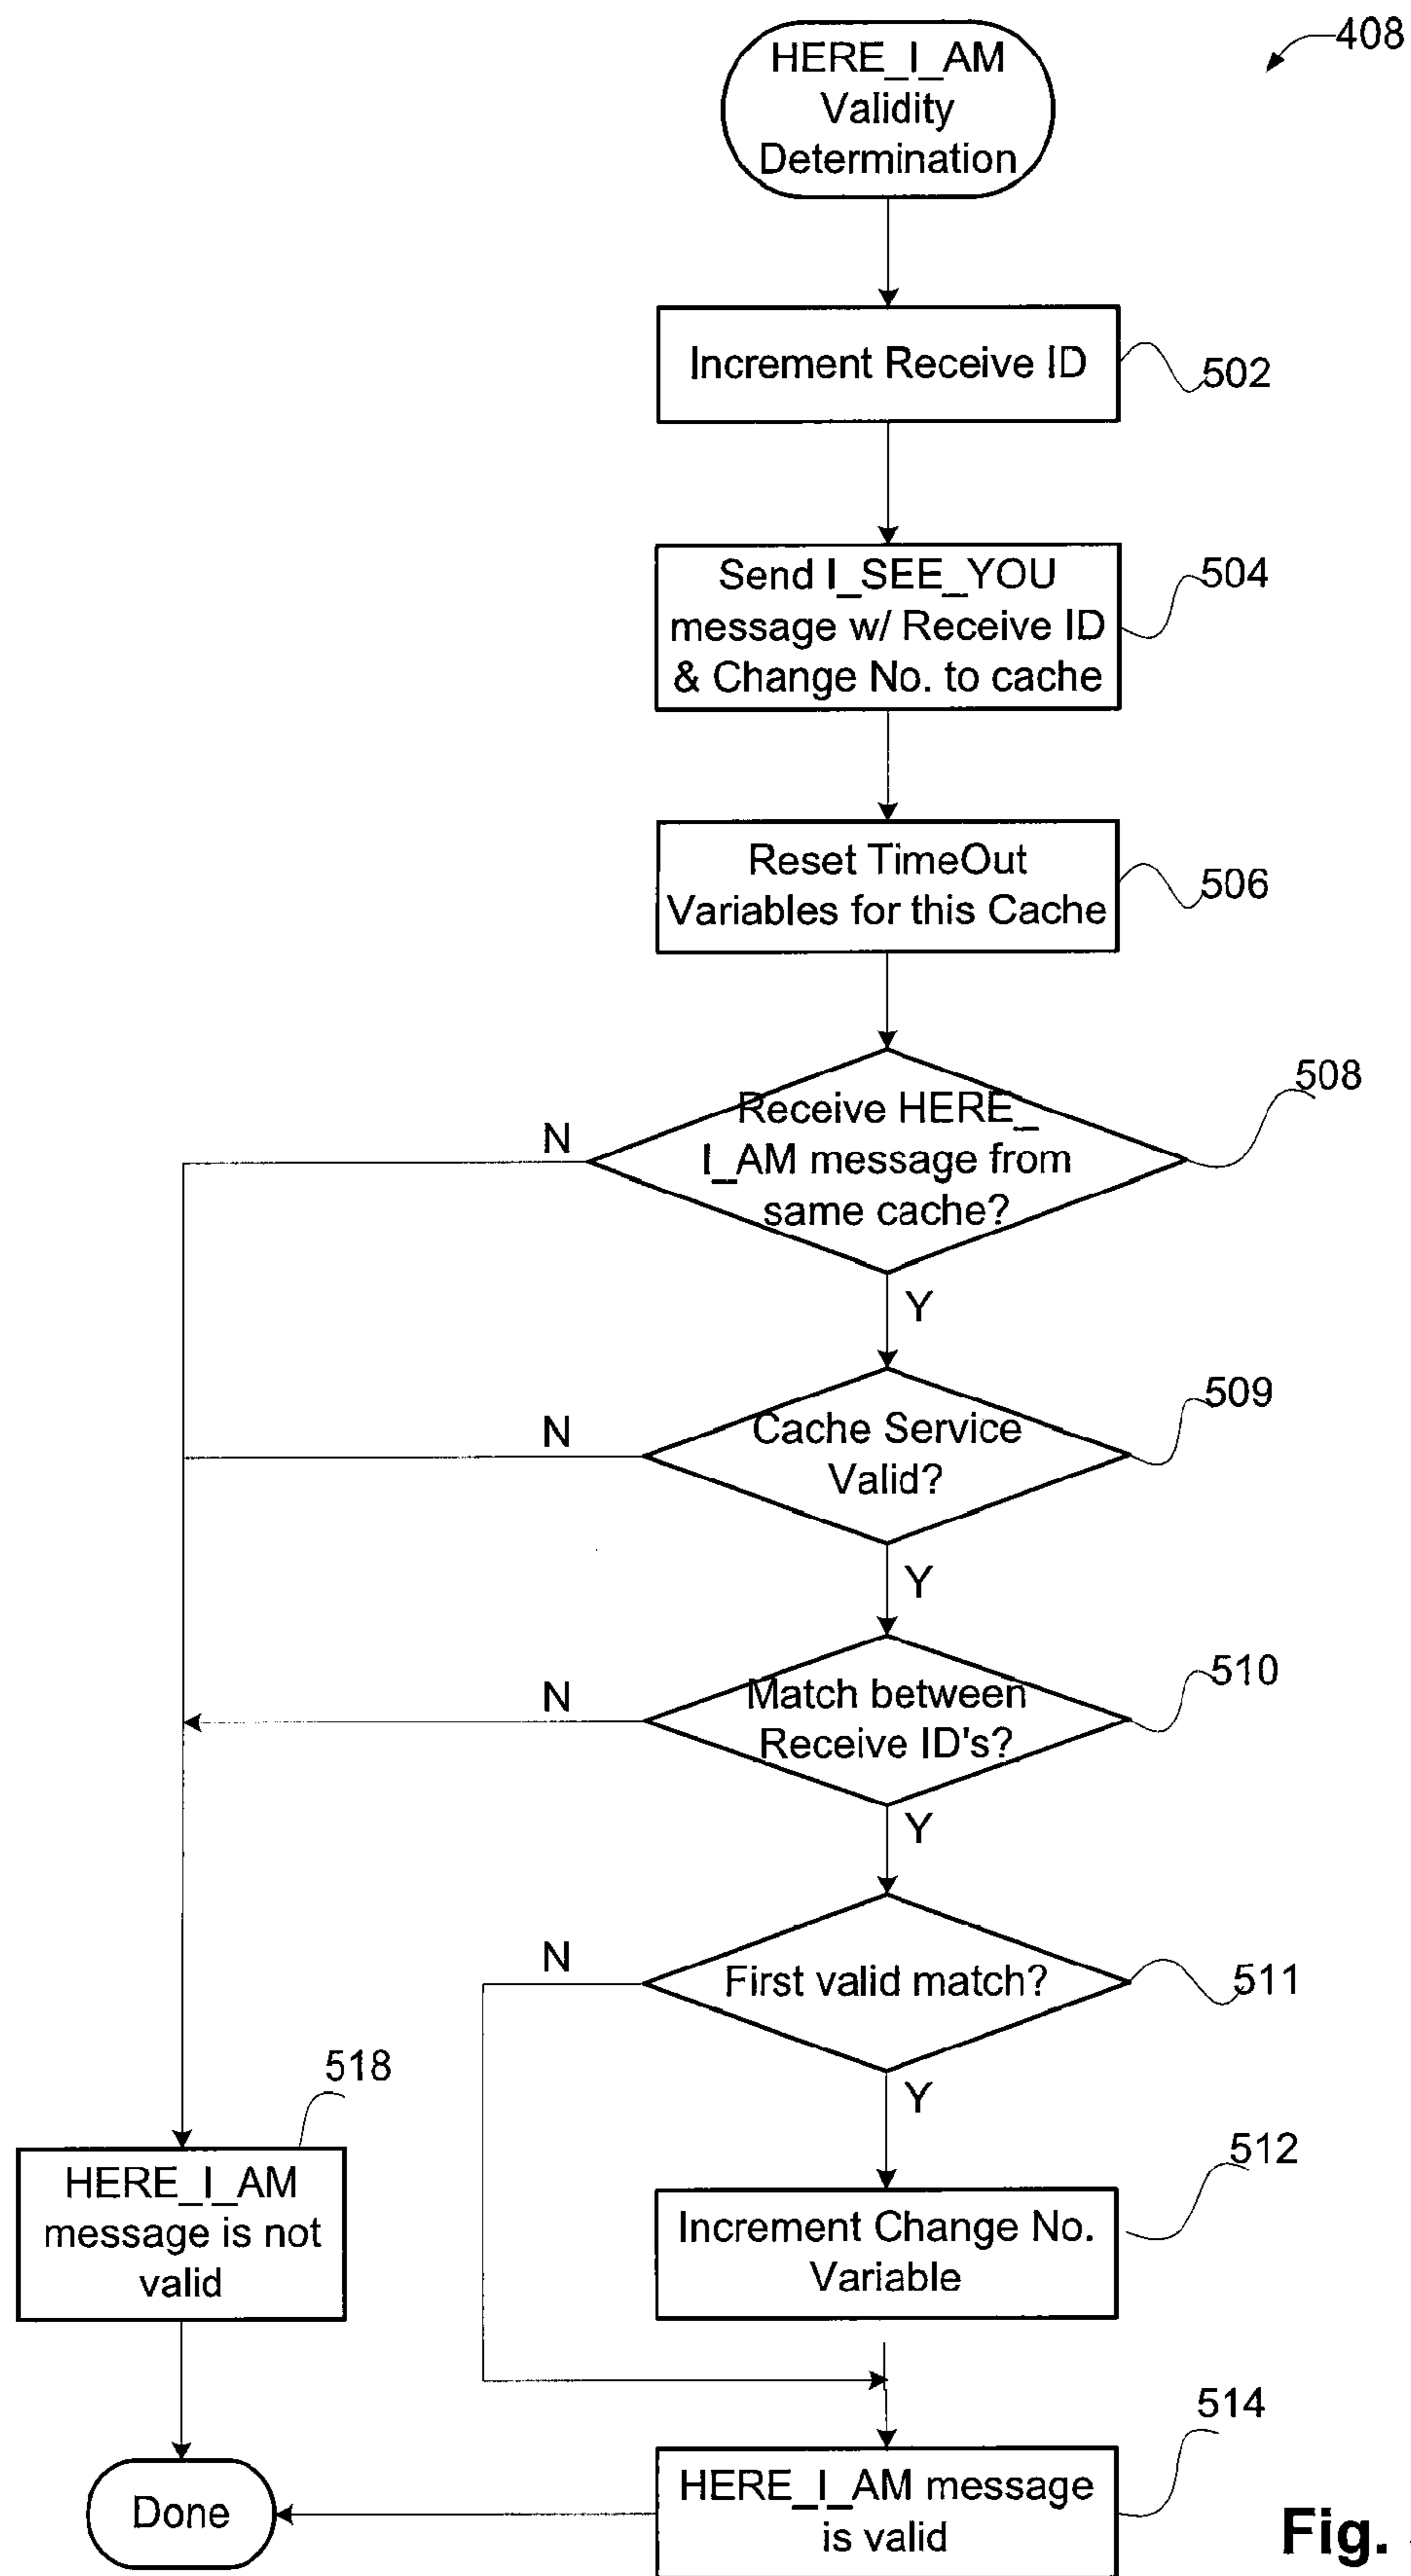 408
HERE_I_AM
Validity
Determination
Increment Receive ID
502
Send I_SEE_YOU
message w/ Receive ID
& Change No. to cache
504
Reset TimeOut
Variables for this Cache
506
Receive HERE_
I_AM message from
same cache?
508
N
Y
Cache Service
Valid?
509
N
Y
Match between
Receive ID's?
510
N
Y
First valid match?
511
N
Y
518
HERE_I_AM
message is not
valid
Increment Change No.
Variable
512
HERE_I_AM message
is valid
514
Done
Fig.